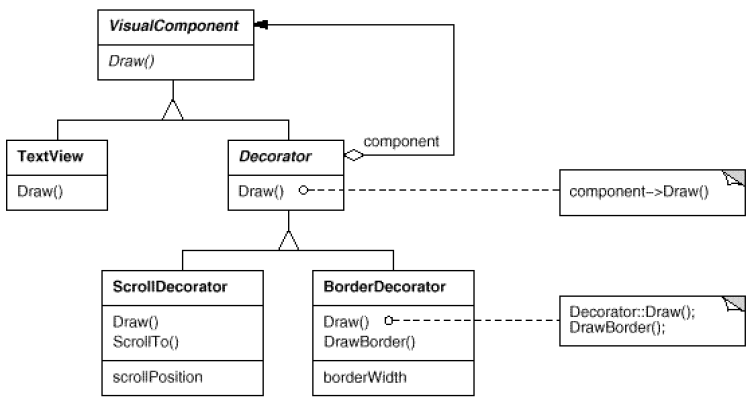 VisualComponent
Draw()
component
TextView
Draw()
Decorator
Draw()
component->Draw()
ScrollDecorator
Draw()
ScrollTo()
scrollPosition
BorderDecorator
Draw()
DrawBorder()
borderWidth
Decorator::Draw();
DrawBorder();